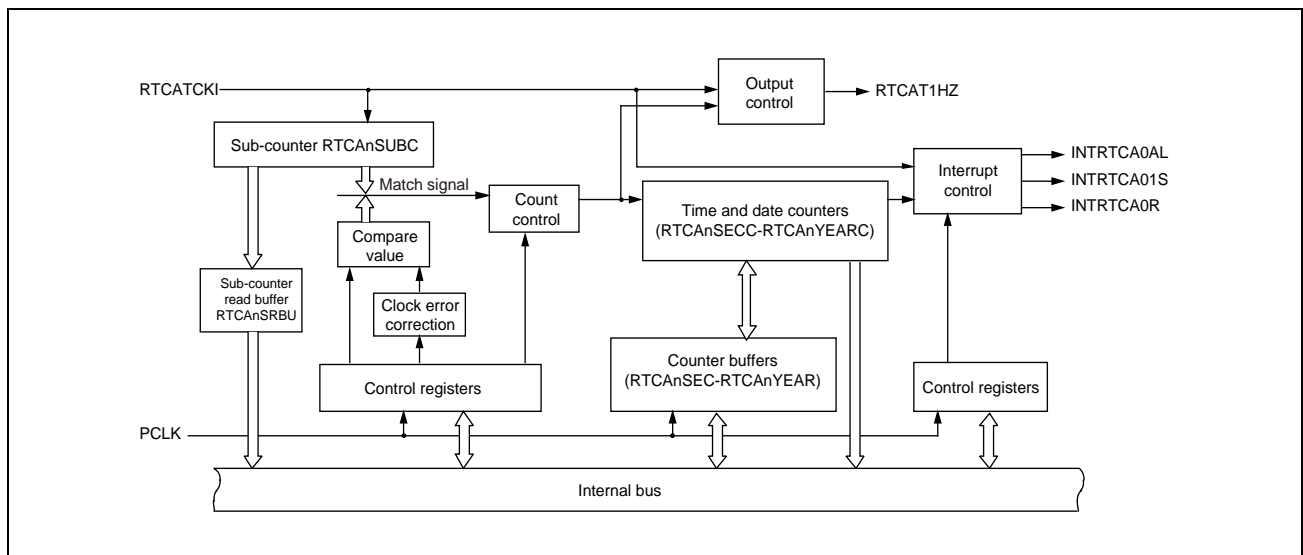 RTCATCKI
Output
control
RTCAT1HZ
Sub-counter RTCAnSUBC
Match signal
Count
control
Time and date counters
(RTCAnSECC-RTCAnYEARC)
Interrupt
control
INTRTCA0AL
INTRTCA01S
INTRTCA0R
Compare
value
Sub-counter
read buffer
RTCAnSRBU
Clock error
correction
Control registers
Counter buffers
(RTCAnSEC-RTCAnYEAR)
Control registers
PCLK
Internal bus